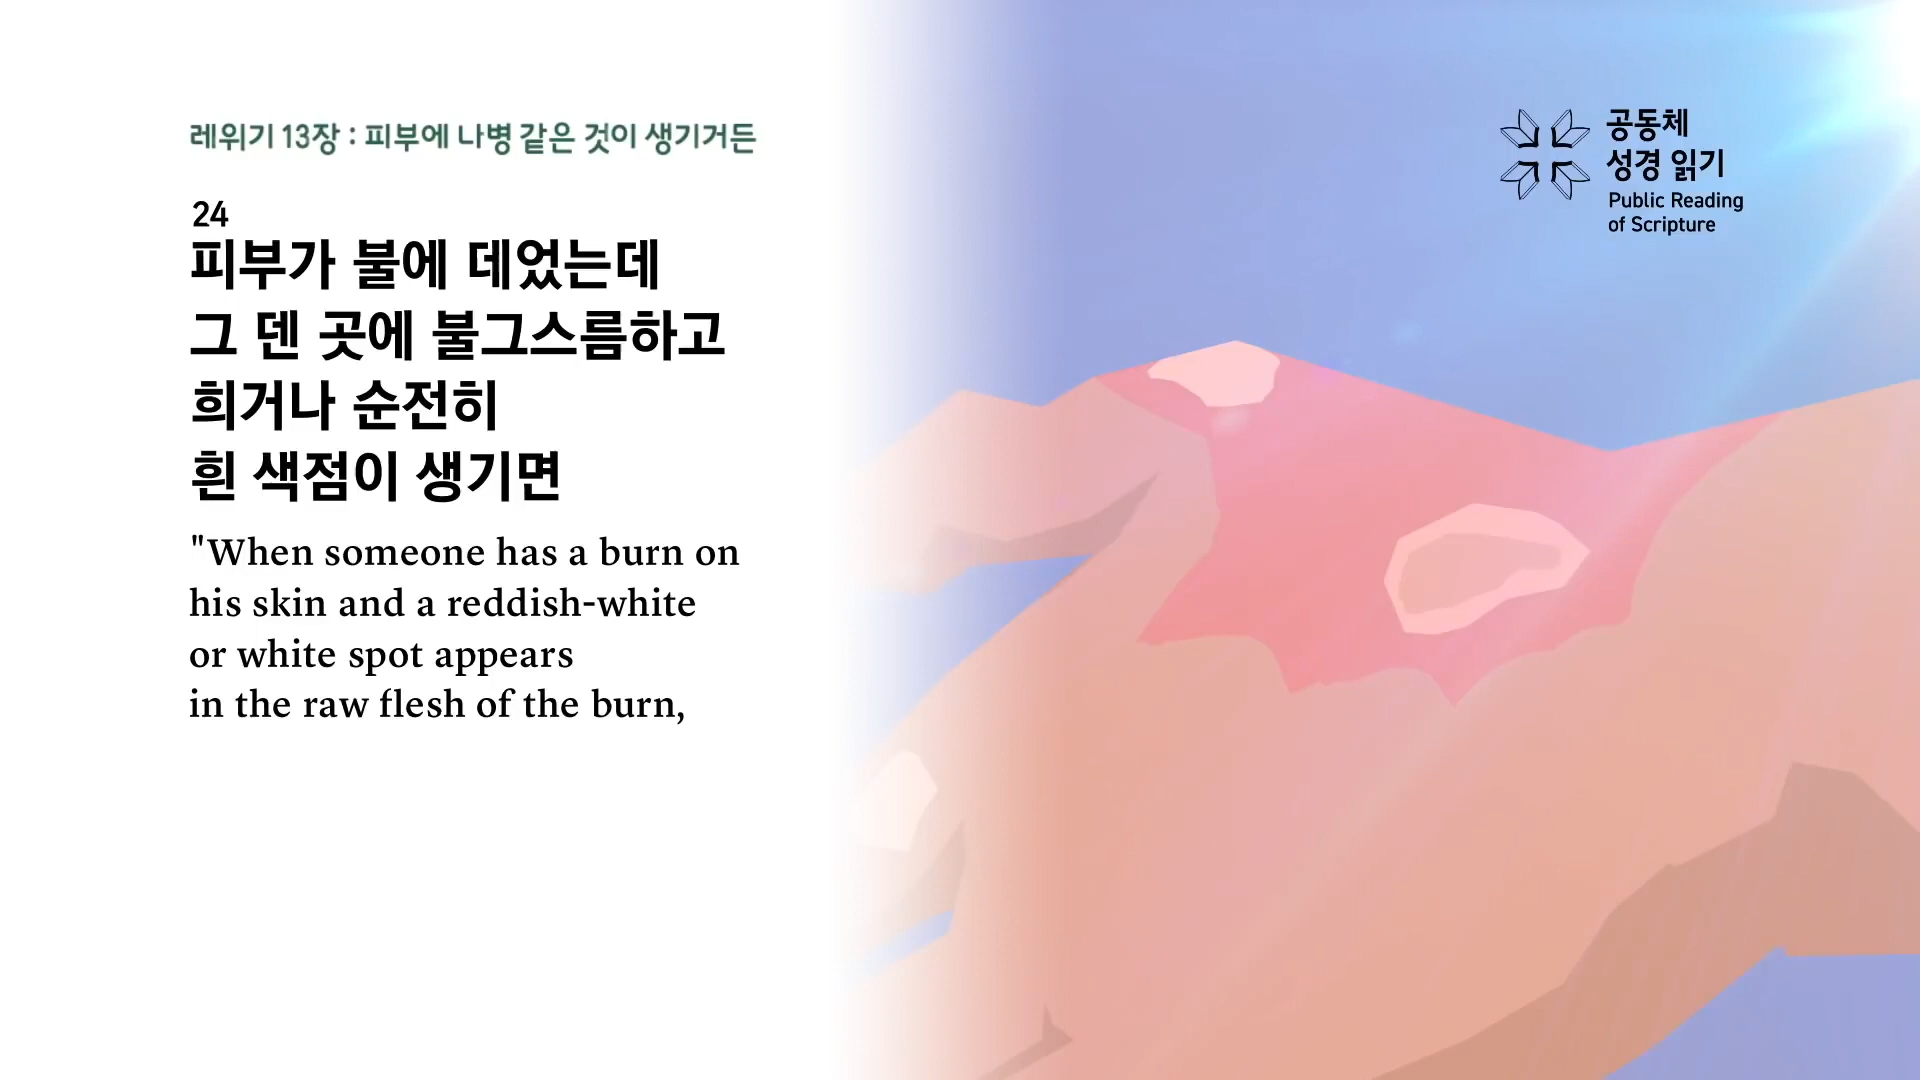 레위기 13장 : 피부에 나병 같은 것이 생기거든
24
피부가 불에 데었는데
그 덴 곳에 불그스름하고
희거나 순전히
흰 색점이 생기면
"When someone has a burn on
his skin and a reddish-white
or white spot appears
in the raw flesh of the burn,
공동체
성경 읽기
Public Reading
of Scripture